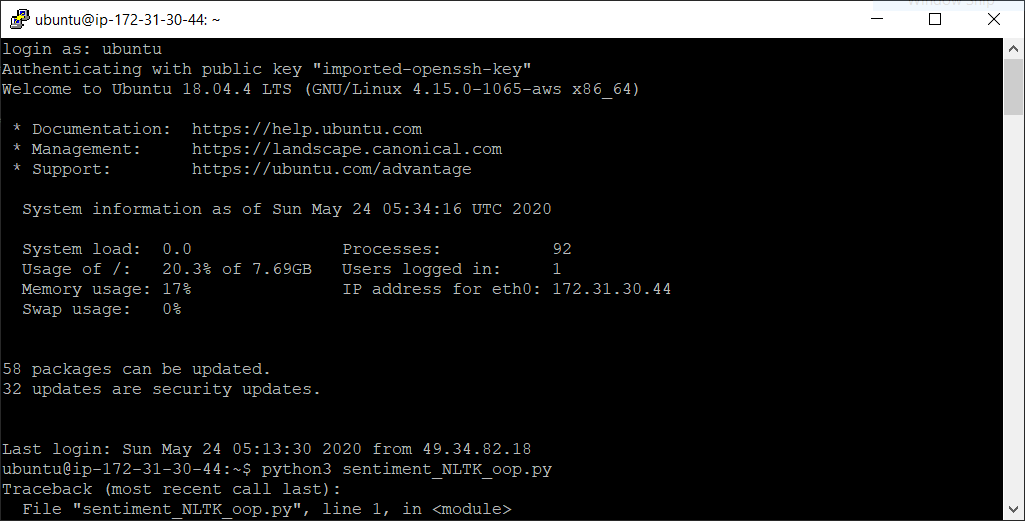 Window Snip
ubuntu@ip-172-31-30-44: ~
login as: ubuntu
Authenticating with public key "imported-openssh-key"
Welcome to Ubuntu 18.04.4 LTS (GNU/Linux 4.15.0-1065-aws x86_64)
* Documentation:  https://help.ubuntu.com
* Management:     https://landscape.canonical.com
* Support:        https://ubuntu.com/advantage
System information as of Sun May 24 05:34:16 UTC 2020
System load:  0.0               Processes:           92
Usage of /:   20.3% of 7.69GB   Users logged in:     1
Memory usage: 17%               IP address for eth0: 172.31.30.44
Swap usage:   0%
58 packages can be updated.
32 updates are security updates.
Last login: Sun May 24 05:13:30 2020 from 49.34.82.18
ubuntu@ip-172-31-30-44:~$ python3 sentiment_NLTK_oop.py
Traceback (most recent call last):
File "sentiment_NLTK_oop.py", line 1, in <module>